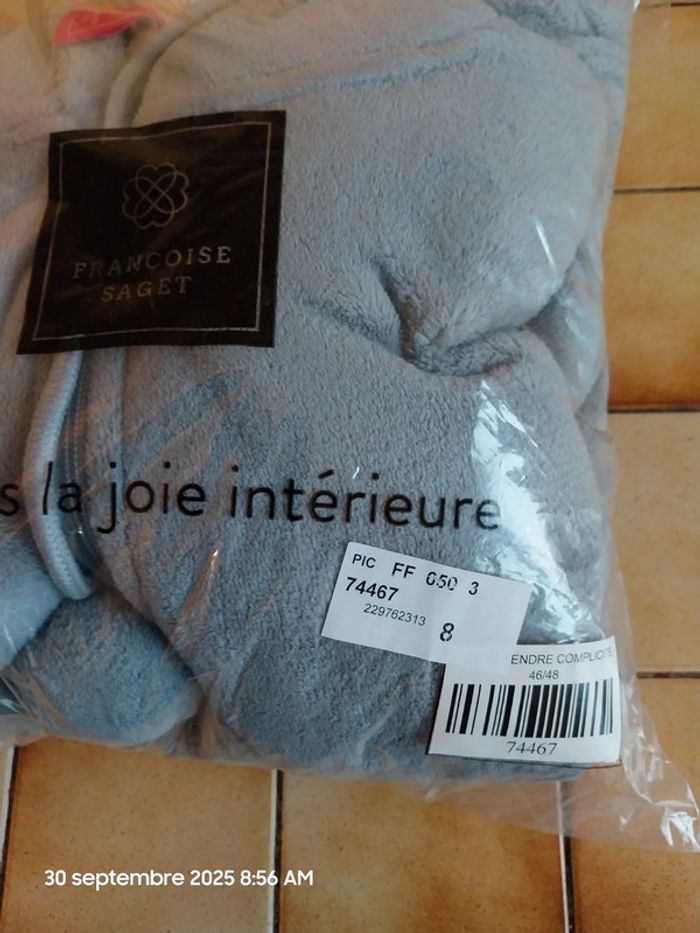 FRANÇOISE
SAGET
s la joie intérieure
PIC FF 050 3
74467
229762313 8
ENDRE COMPLICITE
46/48
74467
30 septembre 2025 8:56 AM